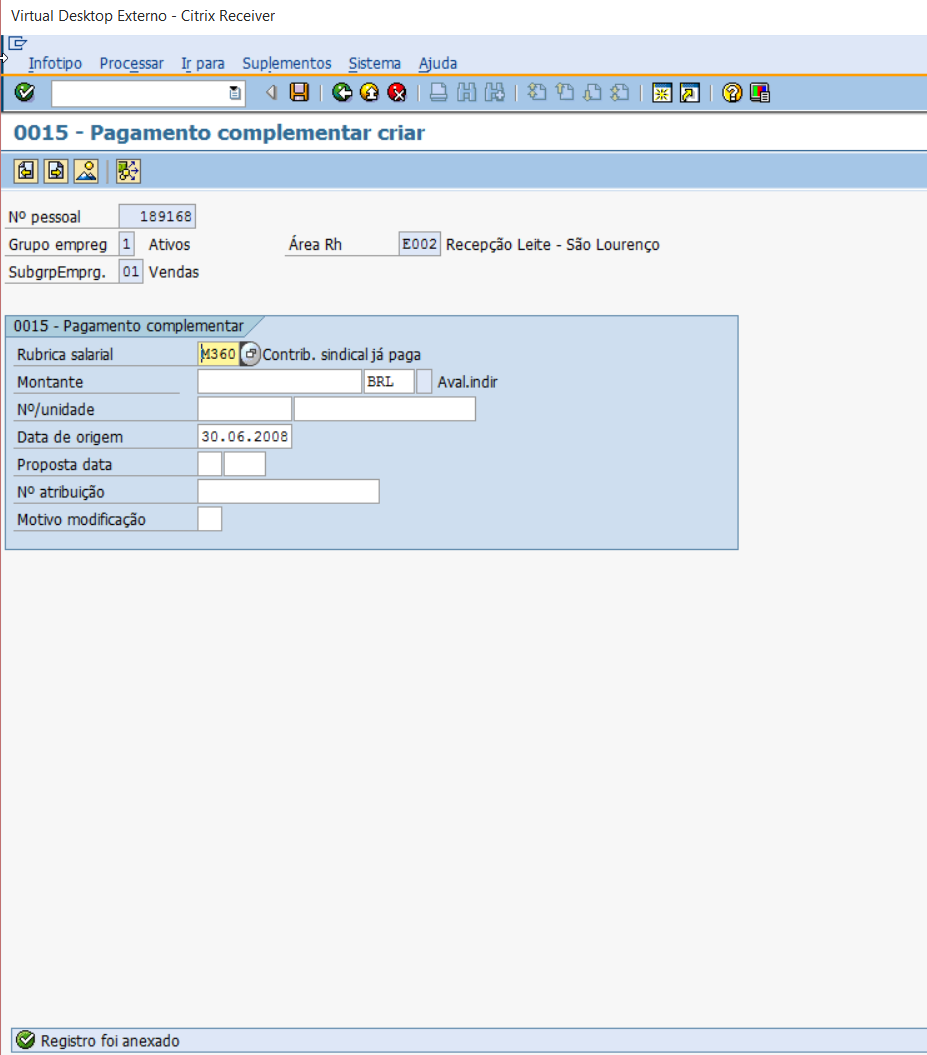 Virtual Desktop Externo - Citrix Receiver
Infotipo Processar Ir para Suplementos Sistema Ajuda
0015 - Pagamento complementar criar
Nº pessoal 189168
Grupo empreg 1 Ativos Área Rh E002 Recepção Leite - São Lourenço
SubgrpEmprg. 01 Vendas
0015 - Pagamento complementar
Rubrica salarial M360 Contrib. sindical já paga
Montante BRL Aval.indir
Nº/unidade
Data de origem 30.06.2008
Proposta data
Nº atribuição
Motivo modificação
Registro foi anexado